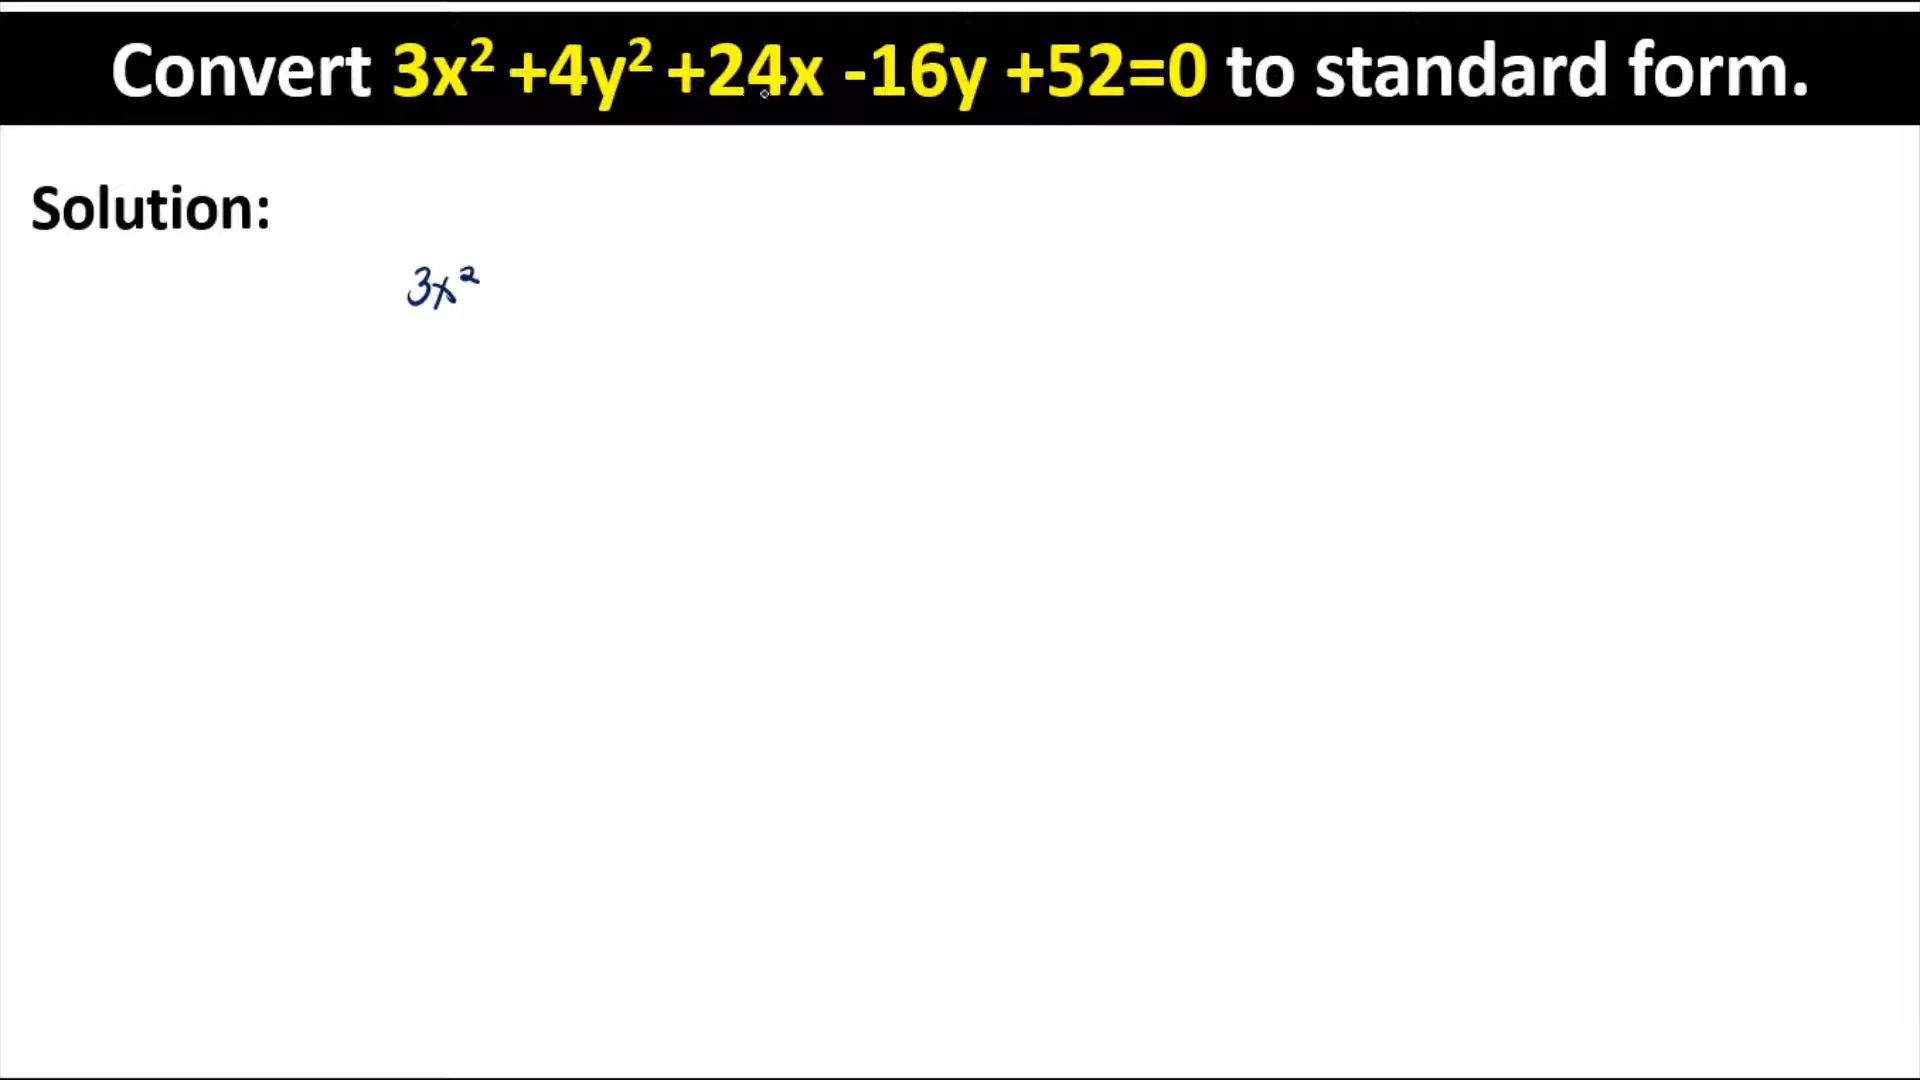 Convert 3x² +4y² +24x -16y +52=0 to standard form.
Solution:
3x²